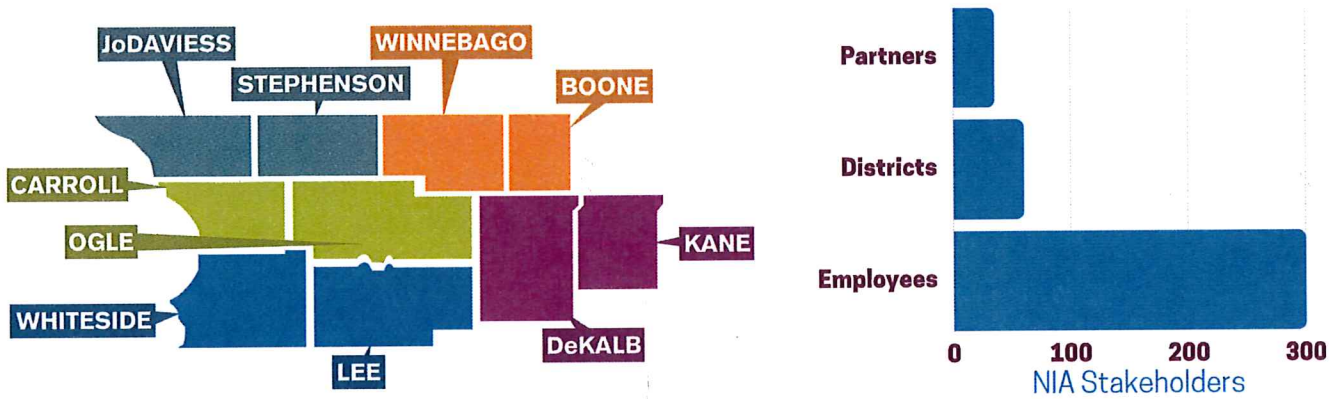 JoDAVIESS
WINNEBAGO
STEPHENSON
BOONE
CARROLL
OGLE
KANE
WHITESIDE
DeKALB
LEE
Partners
Districts
Employees
0 100 200 300
NIA Stakeholders